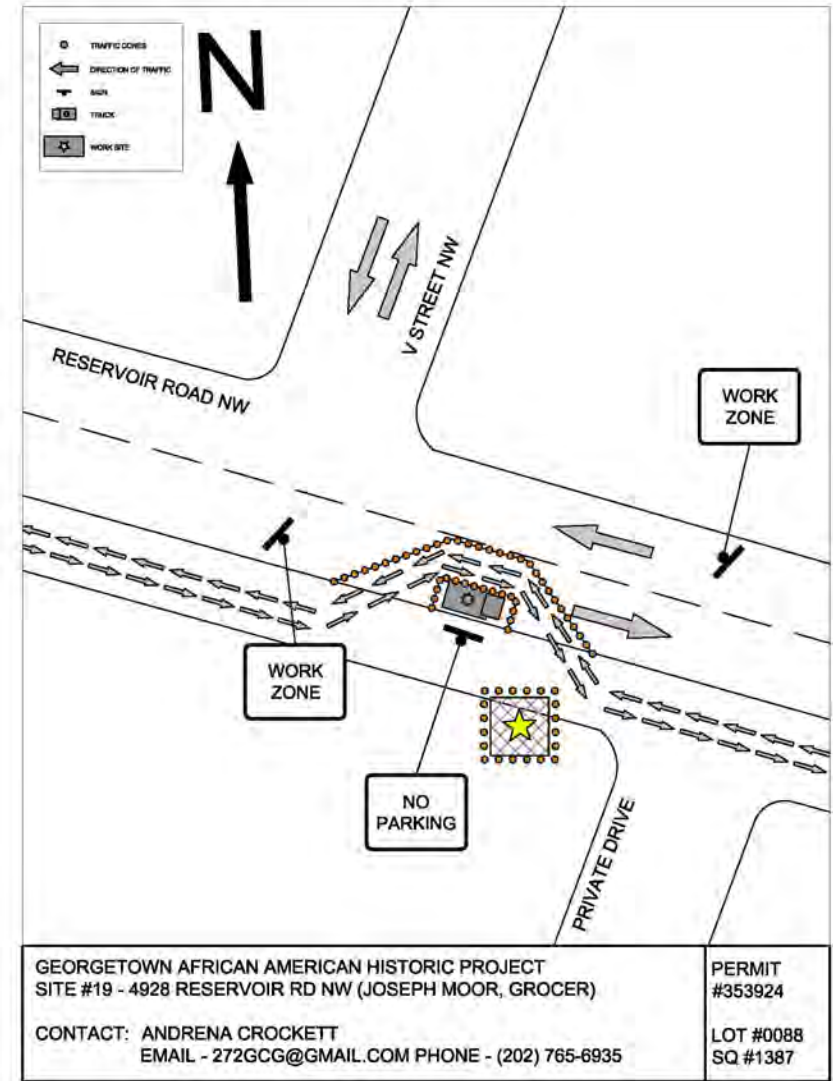 TRAFFIC CONES
DIRECTION OF TRAFFIC
SIGN
TRUCK
WORK SITE
N
V STREET NW
RESERVOIR ROAD NW
WORK
ZONE
WORK
ZONE
NO
PARKING
PRIVATE DRIVE
GEORGETOWN AFRICAN AMERICAN HISTORIC PROJECT
SITE #19 - 4928 RESERVOIR RD NW (JOSEPH MOOR, GROCER)
CONTACT: ANDRENA CROCKETT
EMAIL - 272GCG@GMAIL.COM PHONE - (202) 765-6935
PERMIT
#353924
LOT #0088
SQ #1387